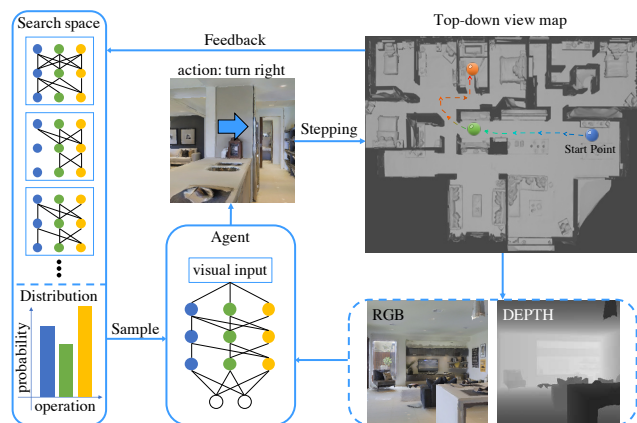 Search space
Feedback
Top-down view map
action: turn right
Stepping
Start Point
Agent
visual input
Distribution
probability
operation
Sample
RGB
DEPTH